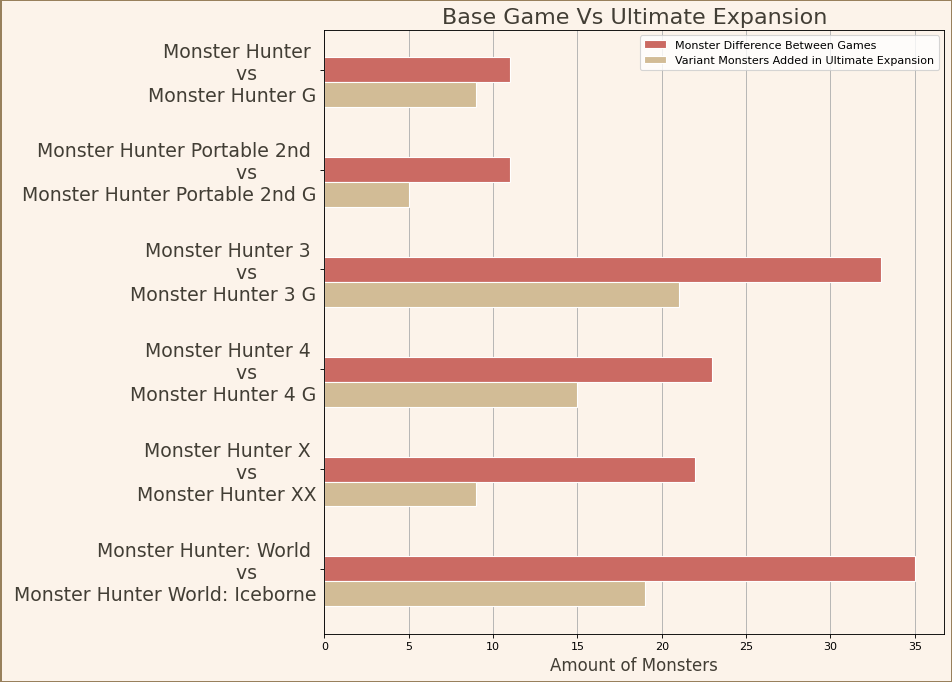 Base Game Vs Ultimate Expansion
Monster Difference Between Games
Variant Monsters Added in Ultimate Expansion
Monster Hunter
vs
Monster Hunter G
Monster Hunter Portable 2nd
vs
Monster Hunter Portable 2nd G
Monster Hunter 3
vs
Monster Hunter 3 G
Monster Hunter 4
vs
Monster Hunter 4 G
Monster Hunter X
vs
Monster Hunter XX
Monster Hunter: World
vs
Monster Hunter World: Iceborne
0 5 10 15 20 25 30 35
Amount of Monsters